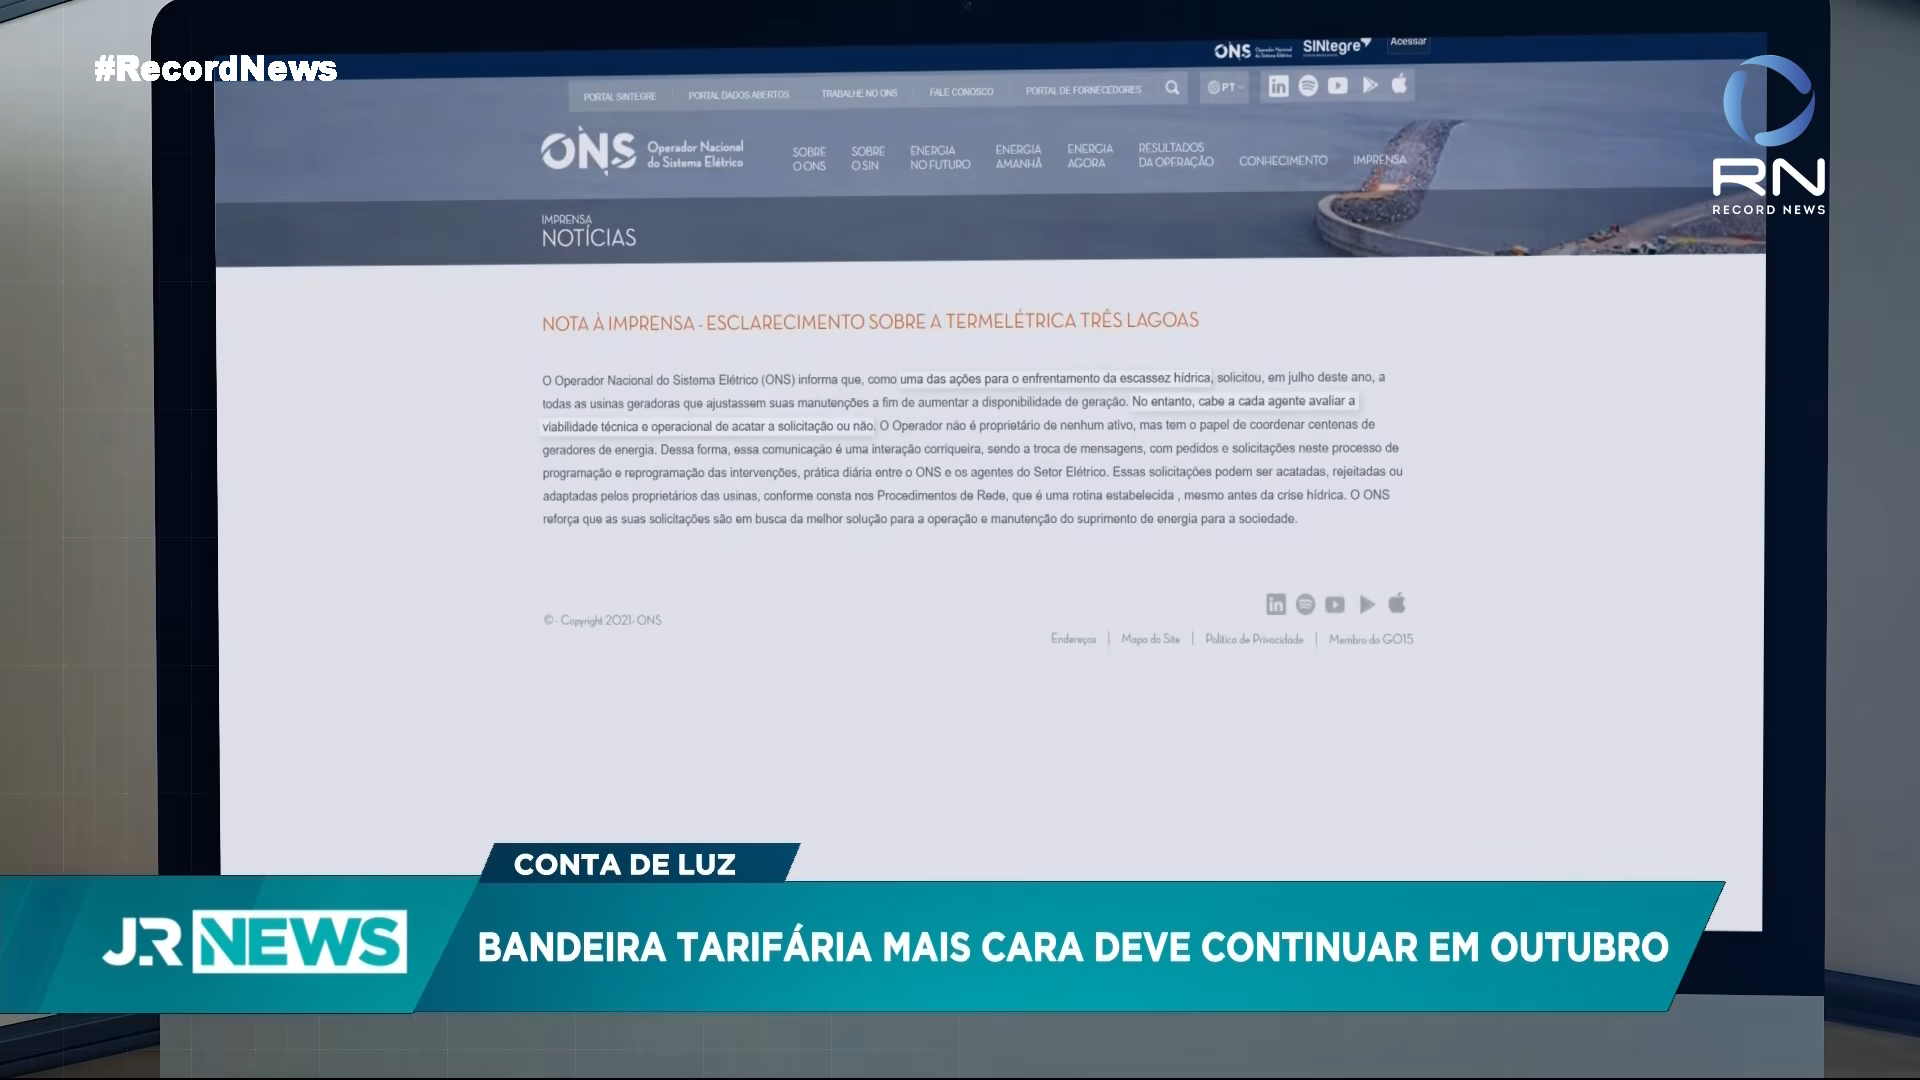 #RecordNews
ONS Operador Nacional do Sistema Elétrico SINtegre Acessar
PORTAL SINTEGRE PORTAL DADOS ABERTOS TRABALHE NO ONS FALE CONOSCO PORTAL DE FORNECEDORES PT
ONS Operador Nacional
do Sistema Elétrico
SOBRE O ONS
SOBRE O SIN
ENERGIA NO FUTURO
ENERGIA AMANHÃ
ENERGIA AGORA
RESULTADOS DA OPERAÇÃO
CONHECIMENTO
IMPRENSA
RN
RECORD NEWS
IMPRENSA
NOTÍCIAS
NOTA À IMPRENSA - ESCLARECIMENTO SOBRE A TERMELÉTRICA TRÊS LAGOAS
O Operador Nacional do Sistema Elétrico (ONS) informa que, como uma das ações para o enfrentamento da escassez hídrica, solicitou, em julho deste ano, a
todas as usinas geradoras que ajustassem suas manutenções a fim de aumentar a disponibilidade de geração. No entanto, cabe a cada agente avaliar a
viabilidade técnica e operacional de acatar a solicitação ou não. O Operador não é proprietário de nenhum ativo, mas tem o papel de coordenar centenas de
geradores de energia. Dessa forma, essa comunicação é uma interação corriqueira, sendo a troca de mensagens, com pedidos e solicitações neste processo de
programação e reprogramação das intervenções, prática diária entre o ONS e os agentes do Setor Elétrico. Essas solicitações podem ser acatadas, rejeitadas ou
adaptadas pelos proprietários das usinas, conforme consta nos Procedimentos de Rede, que é uma rotina estabelecida , mesmo antes da crise hídrica. O ONS
reforça que as suas solicitações são em busca da melhor solução para a operação e manutenção do suprimento de energia para a sociedade.
© - Copyright 2021- ONS
Endereços | Mapa do Site | Política de Privacidade | Membro do GO15
CONTA DE LUZ
JR NEWS
BANDEIRA TARIFÁRIA MAIS CARA DEVE CONTINUAR EM OUTUBRO